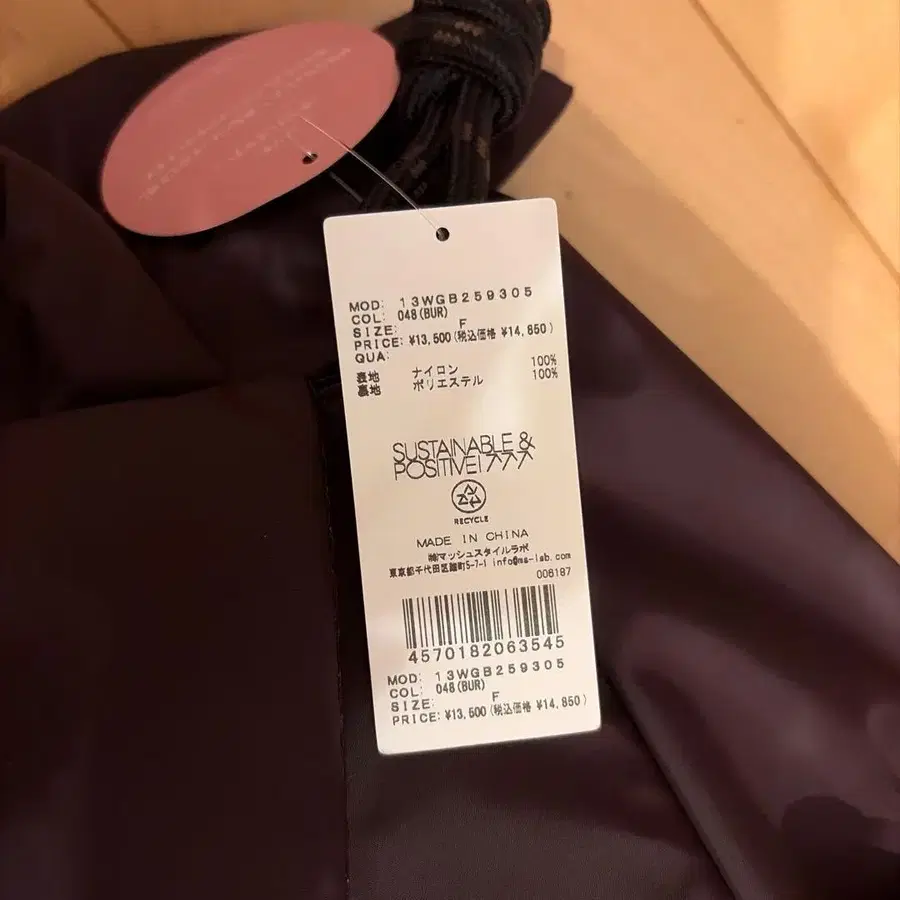 MOD: 13WGB259305
COL: 048(BUR)
SIZE: F
PRICE: ¥13,500(税込価格 ¥14,850)
QUA:
表地 ナイロン 100%
裏地 ポリエステル 100%
SUSTAINABLE &
POSITIVE! 777
RECYCLE
MADE IN CHINA
㈱マッシュスタイルラボ
東京都千代田区麹町5-7-1 info@ms-lab.com
006187
4570182063545
MOD: 13WGB259305
COL: 048(BUR)
SIZE: F
PRICE: ¥13,500(税込価格 ¥14,850)